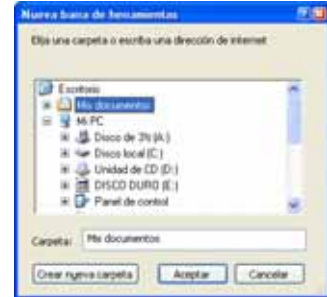 Nueva barra de herramientas
Elija una carpeta o escriba una dirección de internet
Escritorio
Mis documentos
Mi PC
Disco de 3½ (A:)
Disco local (C:)
Unidad de CD (D:)
DISCO DURO (E:)
Panel de control
Carpeta: Mis documentos
Crear nueva carpeta Aceptar Cancelar